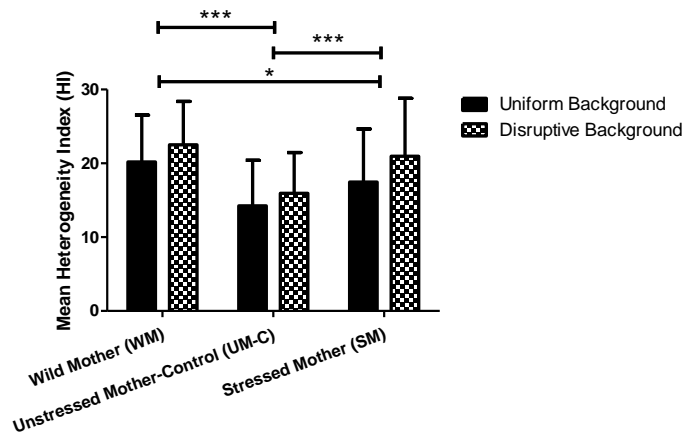 ***
***
*
Mean Heterogeneity Index (HI)
30
20
10
0
Uniform Background
Disruptive Background
Wild Mother (WM)
Unstressed Mother-Control (UM-C)
Stressed Mother (SM)